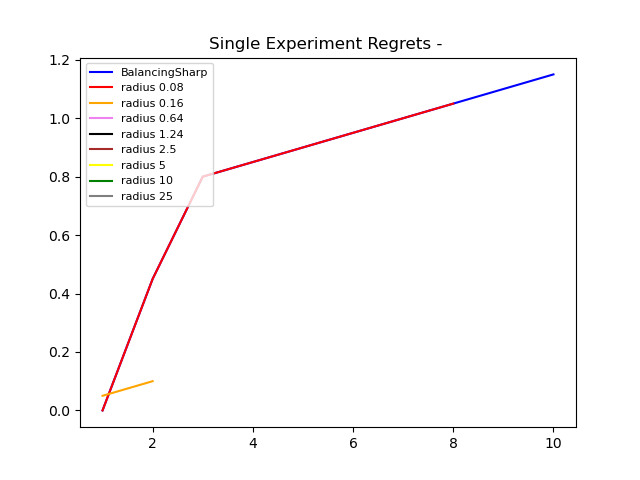 Single Experiment Regrets -
BalancingSharp
radius 0.08
radius 0.16
radius 0.64
radius 1.24
radius 2.5
radius 5
radius 10
radius 25
1.2
1.0
0.8
0.6
0.4
0.2
0.0
2 4 6 8 10